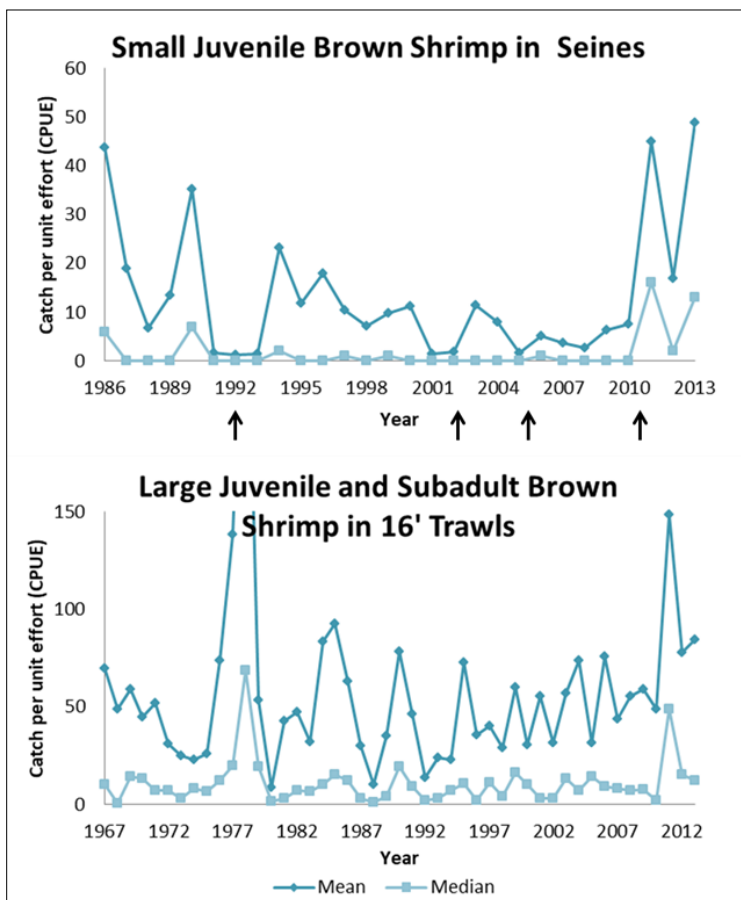 Small Juvenile Brown Shrimp in Seines
Catch per unit effort (CPUE)
60
50
40
30
20
10
0
1986 1989 1992 1995 1998 2001 2004 2007 2010 2013
Year
Large Juvenile and Subadult Brown
Shrimp in 16' Trawls
Catch per unit effort (CPUE)
150
100
50
0
1967 1972 1977 1982 1987 1992 1997 2002 2007 2012
Year
Mean Median